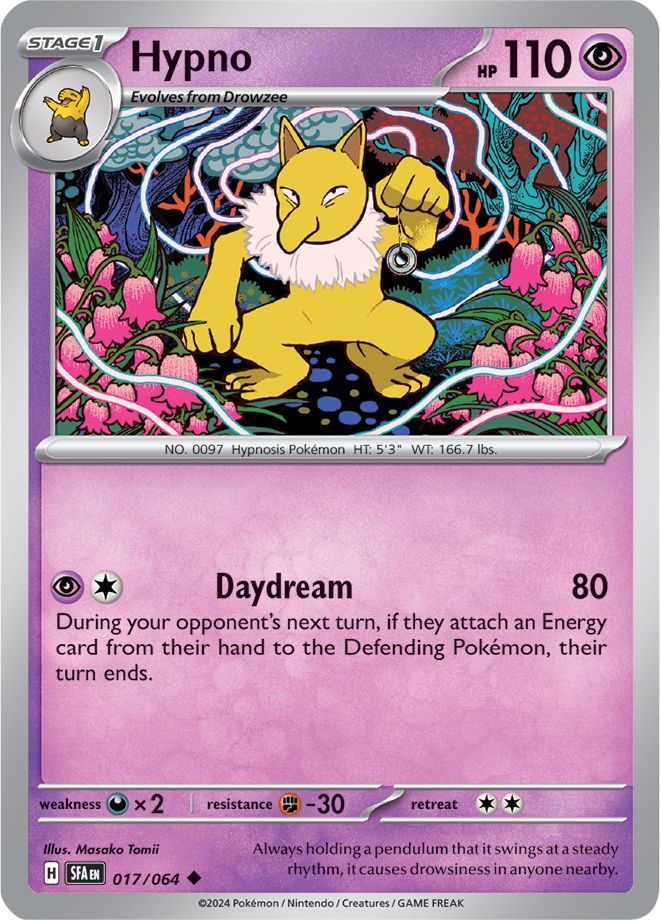 STAGE1
Hypno
HP 110
Evolves from Drowzee
NO. 0097 Hypnosis Pokémon HT: 5'3" WT: 166.7 lbs.
Daydream 80
During your opponent's next turn, if they attach an Energy
card from their hand to the Defending Pokémon, their
turn ends.
weakness ×2 resistance -30 retreat
Illus. Masako Tomii
Always holding a pendulum that it swings at a steady
rhythm, it causes drowsiness in anyone nearby.
H SFA EN 017/064
©2024 Pokémon / Nintendo / Creatures / GAME FREAK